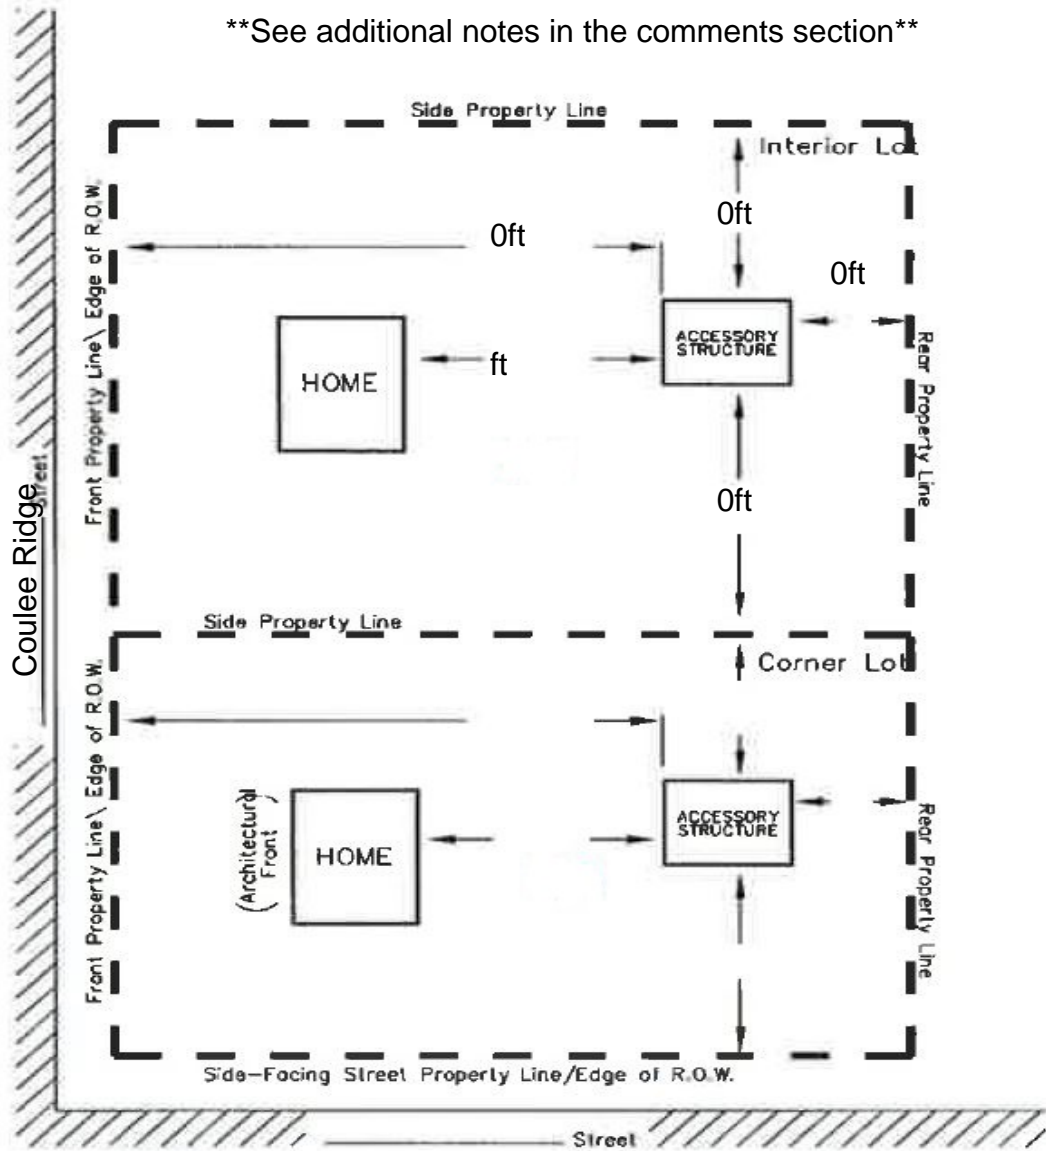 **See additional notes in the comments section**
Side Property Line
Interior Lot
Front Property Line\ Edge of R.O.W.
0ft
0ft
0ft
ACCESSORY
STRUCTURE
Rear Property Line
HOME
ft
0ft
Street
Coulee Ridge
Side Property Line
Corner Lot
Front Property Line\ Edge of R.O.W.
(Architectural
Front)
HOME
ACCESSORY
STRUCTURE
Rear Property Line
Side-Facing Street Property Line/Edge of R.O.W.
Street